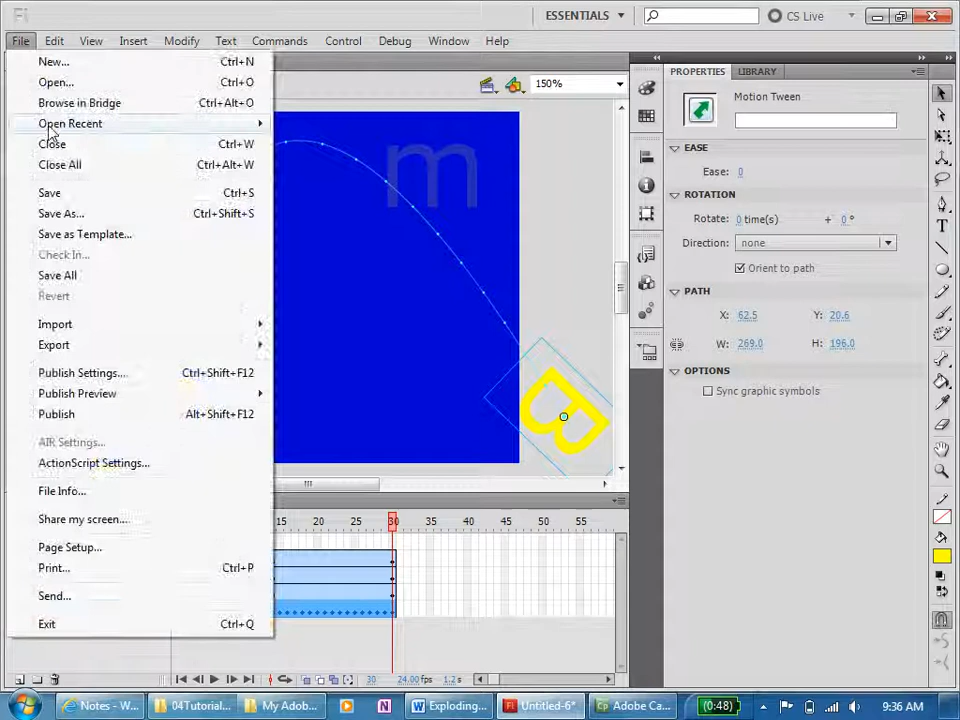 Fi
ESSENTIALS
CS Live
File Edit View Insert Modify Text Commands Control Debug Window Help
New... Ctrl+N
Open... Ctrl+O
Browse in Bridge Ctrl+Alt+O
Open Recent
Close Ctrl+W
Close All Ctrl+Alt+W
Save Ctrl+S
Save As... Ctrl+Shift+S
Save as Template...
Check In...
Save All
Revert
Import
Export
Publish Settings... Ctrl+Shift+F12
Publish Preview
Publish Alt+Shift+F12
AIR Settings...
ActionScript Settings...
File Info...
Share my screen...
Page Setup...
Print... Ctrl+P
Send...
Exit Ctrl+Q
150%
m
B
PROPERTIES LIBRARY
Motion Tween
EASE
Ease: 0
ROTATION
Rotate: 0 time(s) + 0 °
Direction: none
Orient to path
PATH
X: 62.5 Y: 20.6
W: 269.0 H: 196.0
OPTIONS
Sync graphic symbols
15 20 25 30 35 40 45 50 55
30 24.00 fps 1.2 s
Notes - W... 04Tutorial... My Adob... Exploding... Untitled-6* Adobe Ca... (0:48) 9:36 AM